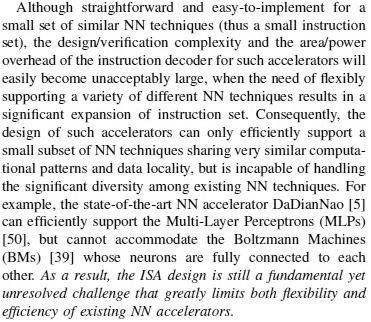 Although straightforward and easy-to-implement for a
small set of similar NN techniques (thus a small instruction
set), the design/verification complexity and the area/power
overhead of the instruction decoder for such accelerators will
easily become unacceptably large, when the need of flexibly
supporting a variety of different NN techniques results in a
significant expansion of instruction set. Consequently, the
design of such accelerators can only efficiently support a
small subset of NN techniques sharing very similar computa-
tional patterns and data locality, but is incapable of handling
the significant diversity among existing NN techniques. For
example, the state-of-the-art NN accelerator DaDianNao [5]
can efficiently support the Multi-Layer Perceptrons (MLPs)
[50], but cannot accommodate the Boltzmann Machines
(BMs) [39] whose neurons are fully connected to each
other. As a result, the ISA design is still a fundamental yet
unresolved challenge that greatly limits both flexibility and
efficiency of existing NN accelerators.